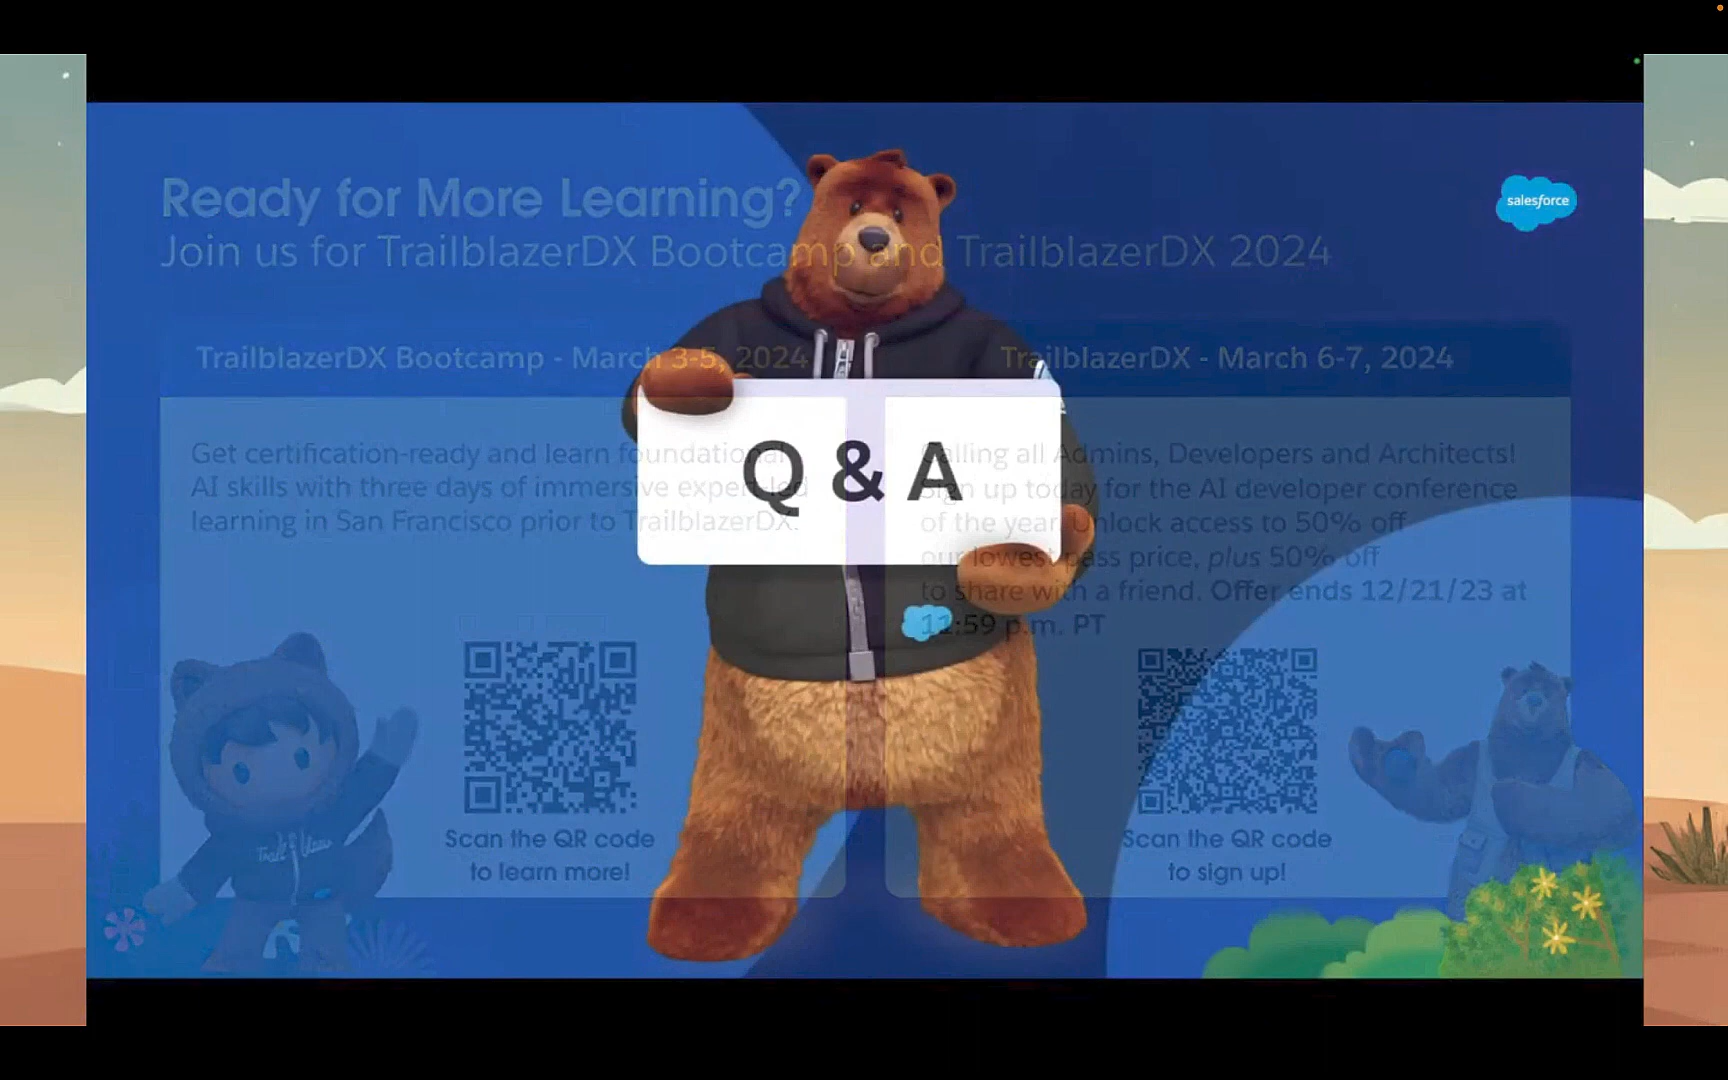 Ready for More Learning?
salesforce
Join us for TrailblazerDX Bootcamp and TrailblazerDX 2024
TrailblazerDX Bootcamp - March 3-5, 2024
Get certification-ready and learn foundational
AI skills with three days of immersive expert-led
learning in San Francisco prior to TrailblazerDX.
Scan the QR code
to learn more!
TrailblazerDX - March 6-7, 2024
Calling all Admins, Developers and Architects!
Sign up today for the AI developer conference
of the year. Unlock access to 50% off
our lowest pass price, plus 50% off
to share with a friend. Offer ends 12/21/23 at
11:59 p.m. PT
Scan the QR code
to sign up!
Q & A